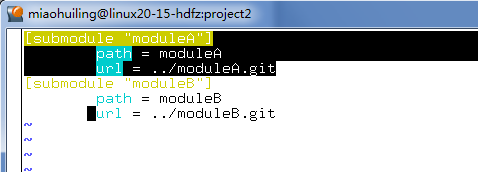 miaohuiling@linux20-15-hdfz:project2
[submodule "moduleA"]
path = moduleA
url = ../moduleA.git
[submodule "moduleB"]
path = moduleB
url = ../moduleB.git
~
~
~
~